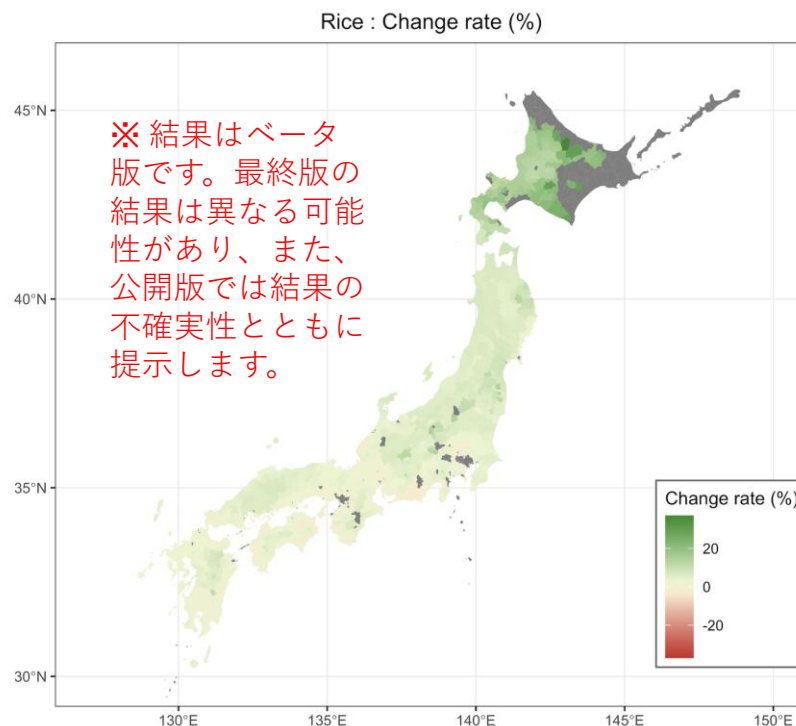 Rice : Change rate (%)
45°N
40°N
35°N
30°N
※ 結果はベータ
版です。最終版の
結果は異なる可能
性があり、また、
公開版では結果の
不確実性とともに
提示します。
Change rate (%)
20
0
-20
130°E
135°E
140°E
145°E
150°E